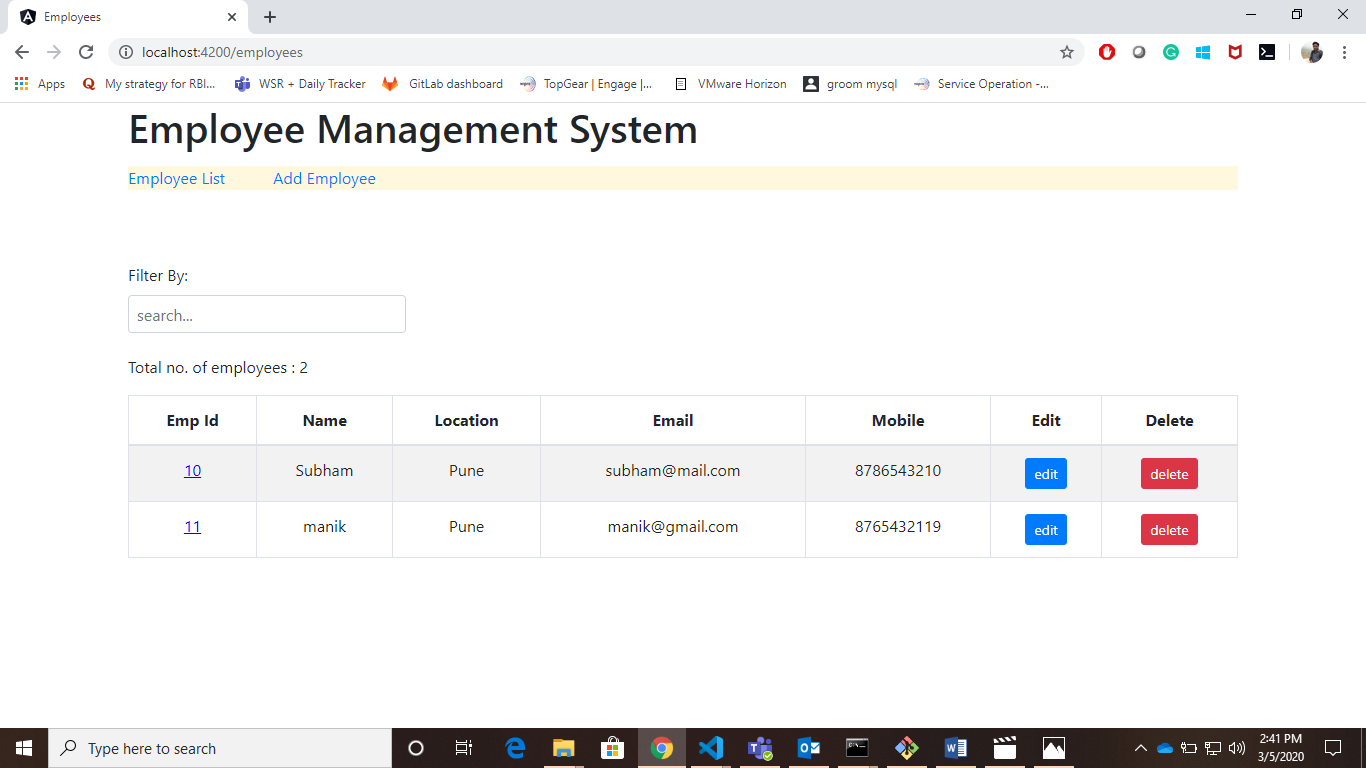 Employees
localhost:4200/employees
Apps My strategy for RBI... WSR + Daily Tracker GitLab dashboard TopGear | Engage |... VMware Horizon groom mysql Service Operation -...
Employee Management System
Employee List Add Employee
Filter By:
search...
Total no. of employees : 2
Emp Id Name Location Email Mobile Edit Delete
10 Subham Pune subham@mail.com 8786543210 edit delete
11 manik Pune manik@gmail.com 8765432119 edit delete
Type here to search
2:41 PM
3/5/2020